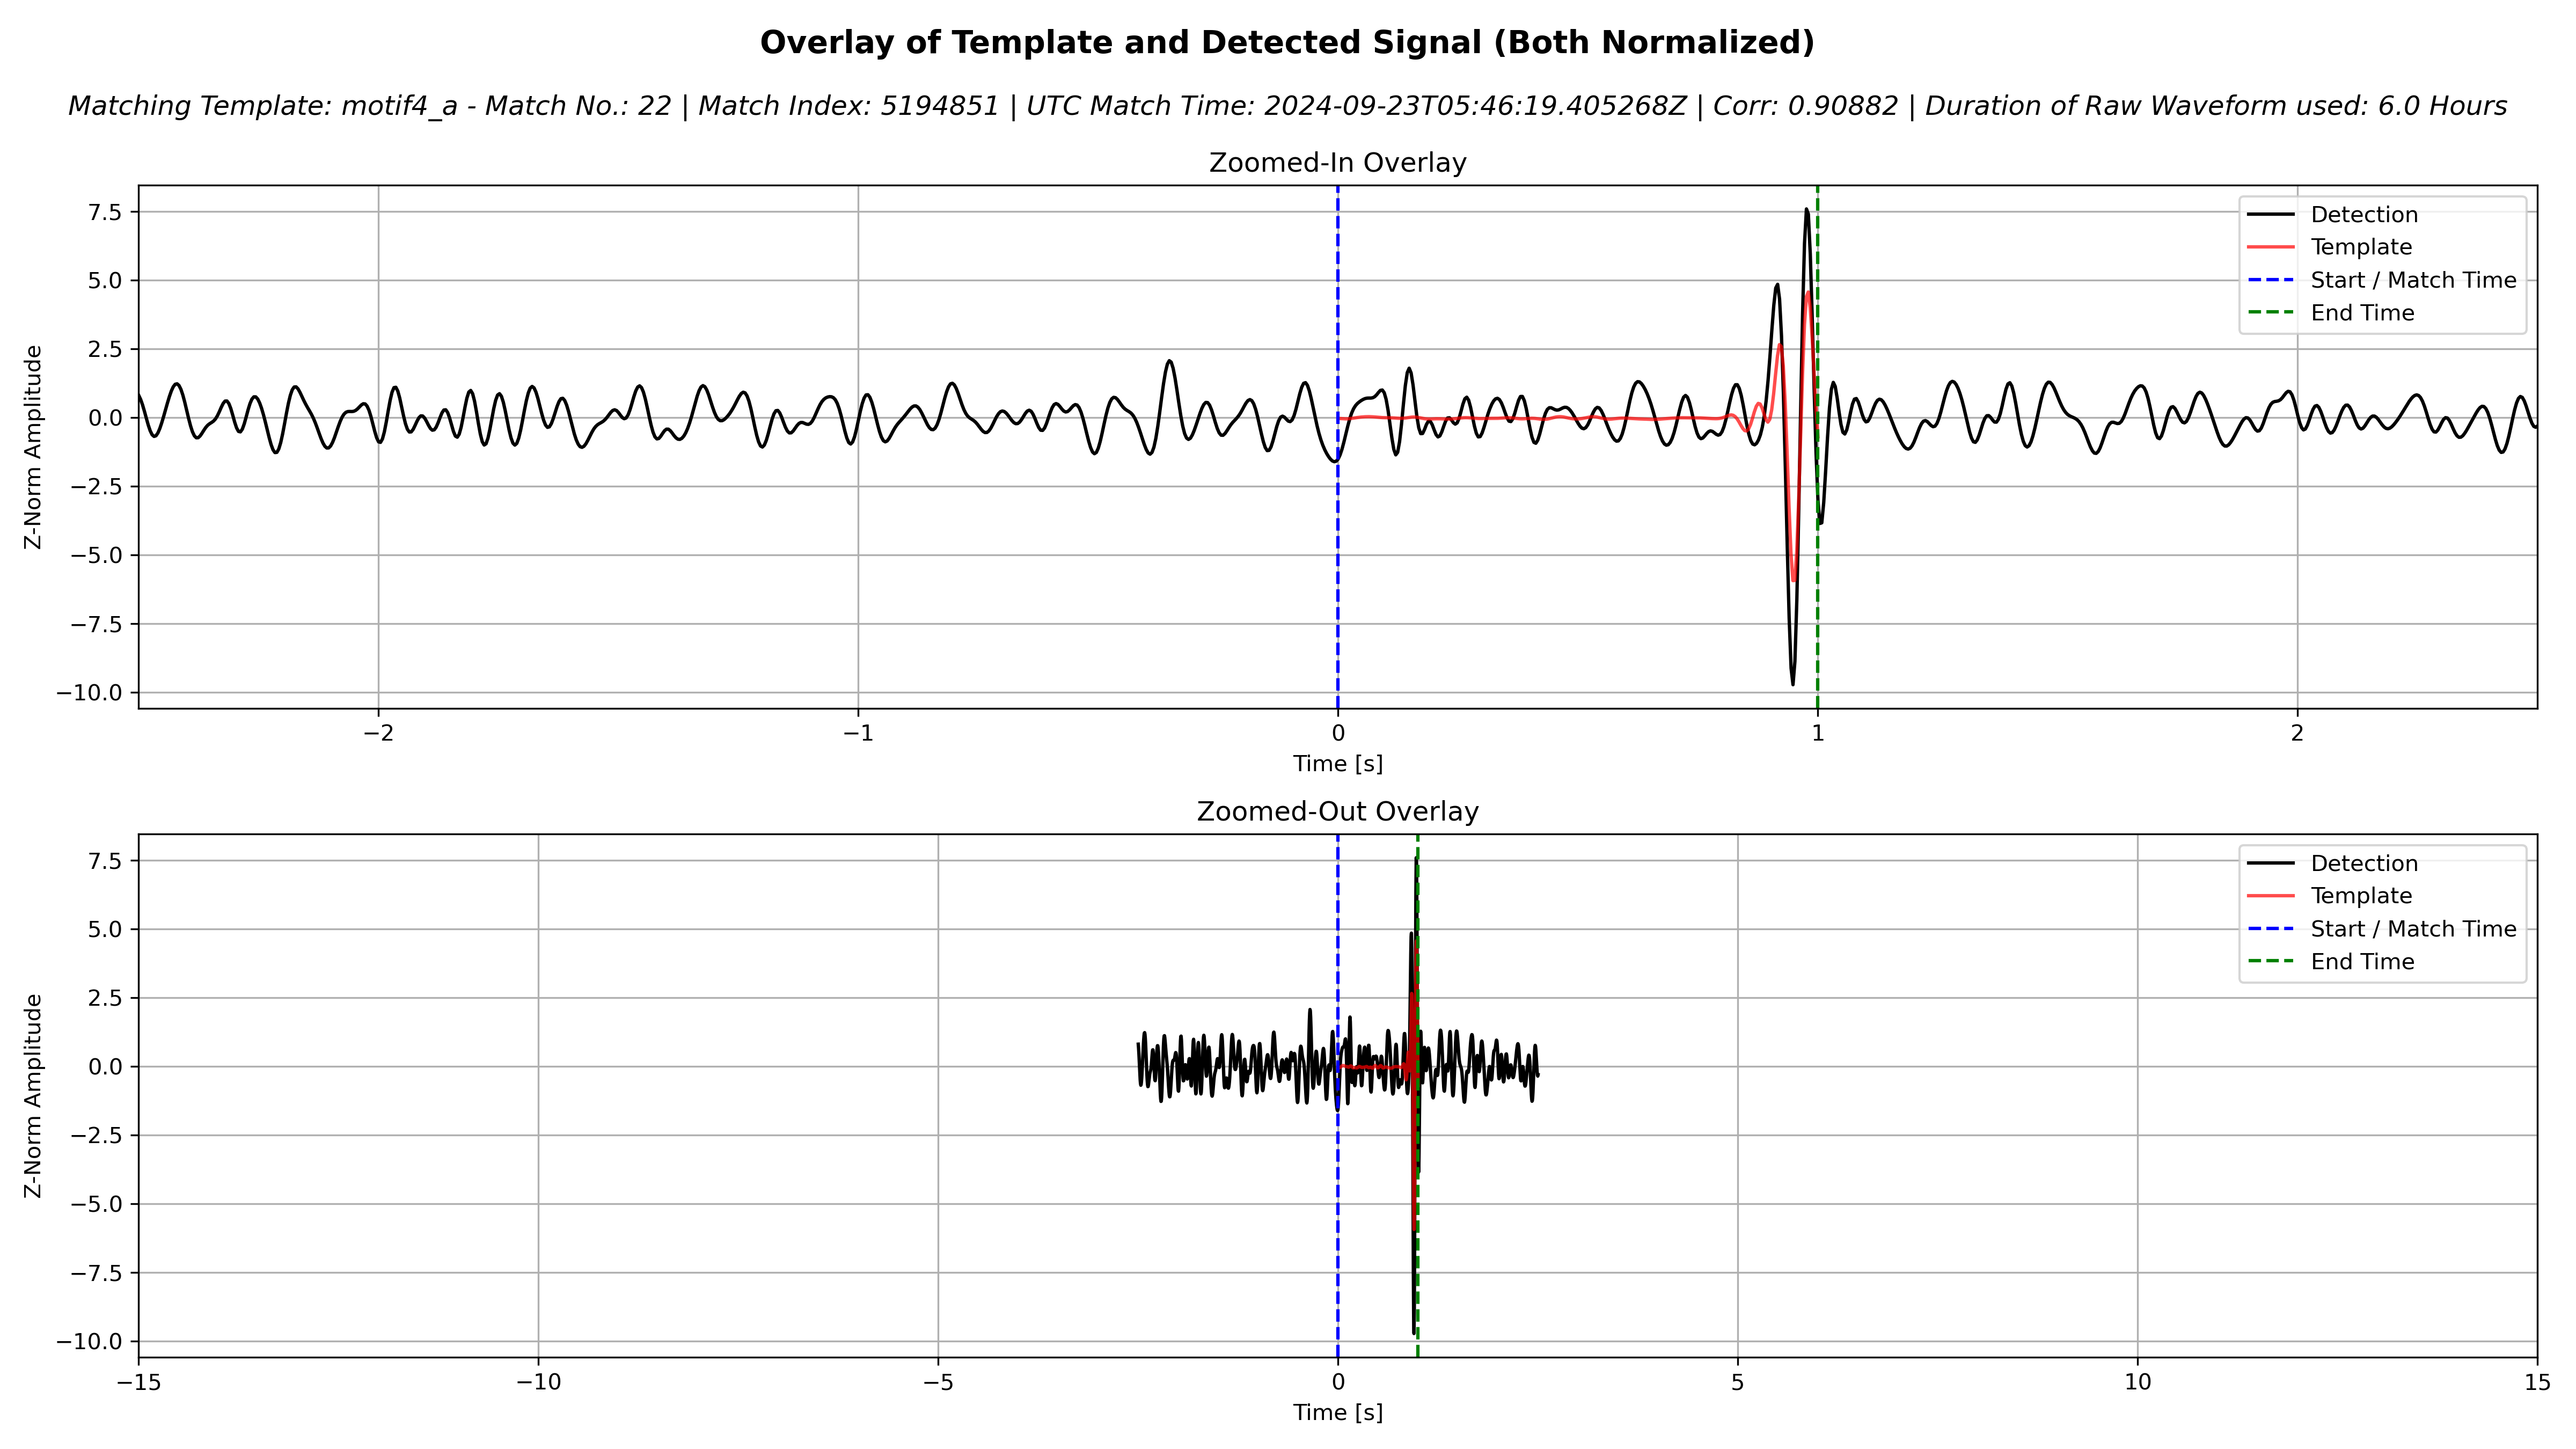 Overlay of Template and Detected Signal (Both Normalized)
Matching Template: motif4_a - Match No.: 22 | Match Index: 5194851 | UTC Match Time: 2024-09-23T05:46:19.405268Z | Corr: 0.90882 | Duration of Raw Waveform used: 6.0 Hours
Zoomed-In Overlay
Z-Norm Amplitude
7.5
5.0
2.5
0.0
−2.5
−5.0
−7.5
−10.0
Detection
Template
Start / Match Time
End Time
−2 −1 0 1 2
Time [s]
Zoomed-Out Overlay
Z-Norm Amplitude
7.5
5.0
2.5
0.0
−2.5
−5.0
−7.5
−10.0
Detection
Template
Start / Match Time
End Time
−15 −10 −5 0 5 10 15
Time [s]